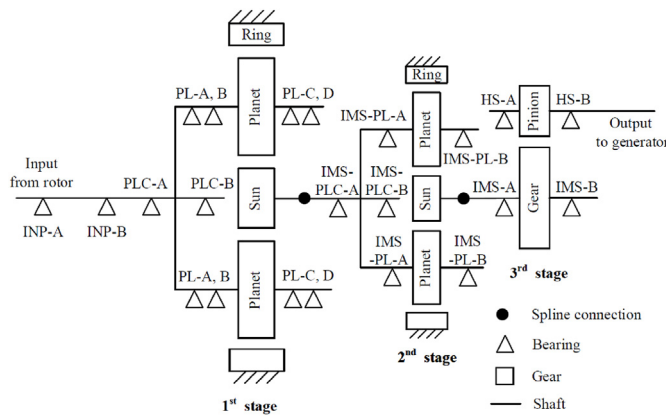 Ring
PL-A, B
PL-C, D
Planet
Ring
IMS-PL-A
Planet
IMS-PL-B
HS-A
Pinion
HS-B
Output
to generator
Input
from rotor
PLC-A
PLC-B
Sun
IMS-
PLC-A
IMS-
PLC-B
Sun
IMS-A
Gear
IMS-B
INP-A
INP-B
PL-A, B
PL-C, D
Planet
IMS
-PL-A
Planet
IMS
-PL-B
3rd stage
2nd stage
1st stage
Spline connection
Bearing
Gear
Shaft